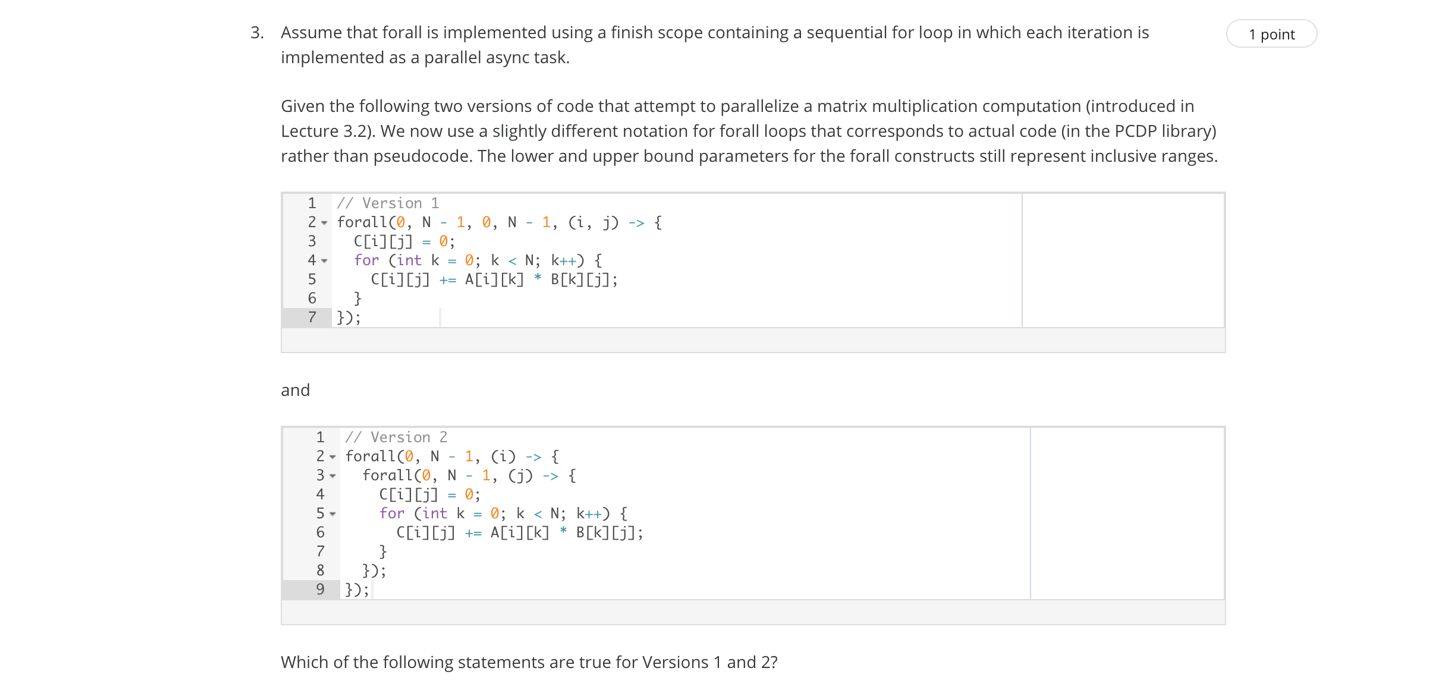 3. Assume that forall is implemented using a finish scope containing a sequential for loop in which each iteration is
1 point
implemented as a parallel async task.
Given the following two versions of code that attempt to parallelize a matrix multiplication computation (introduced in
Lecture 3.2). We now use a slightly different notation for forall loops that corresponds to actual code (in the PCDP library)
rather than pseudocode. The lower and upper bound parameters for the forall constructs still represent inclusive ranges.
1 // Version 1
2 forall(0, N - 1, 0, N - 1, (i, j) -> {
3   C[i][j] = 0;
4   for (int k = 0; k < N; k++) {
5     C[i][j] += A[i][k] * B[k][j];
6   }
7 });
and
1 // Version 2
2 forall(0, N - 1, (i) -> {
3   forall(0, N - 1, (j) -> {
4     C[i][j] = 0;
5     for (int k = 0; k < N; k++) {
6       C[i][j] += A[i][k] * B[k][j];
7     }
8   });
9 });
Which of the following statements are true for Versions 1 and 2?